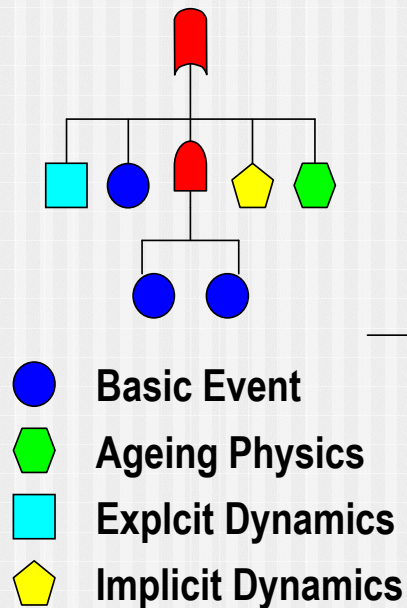 Basic Event
Ageing Physics
Explcit Dynamics
Implicit Dynamics